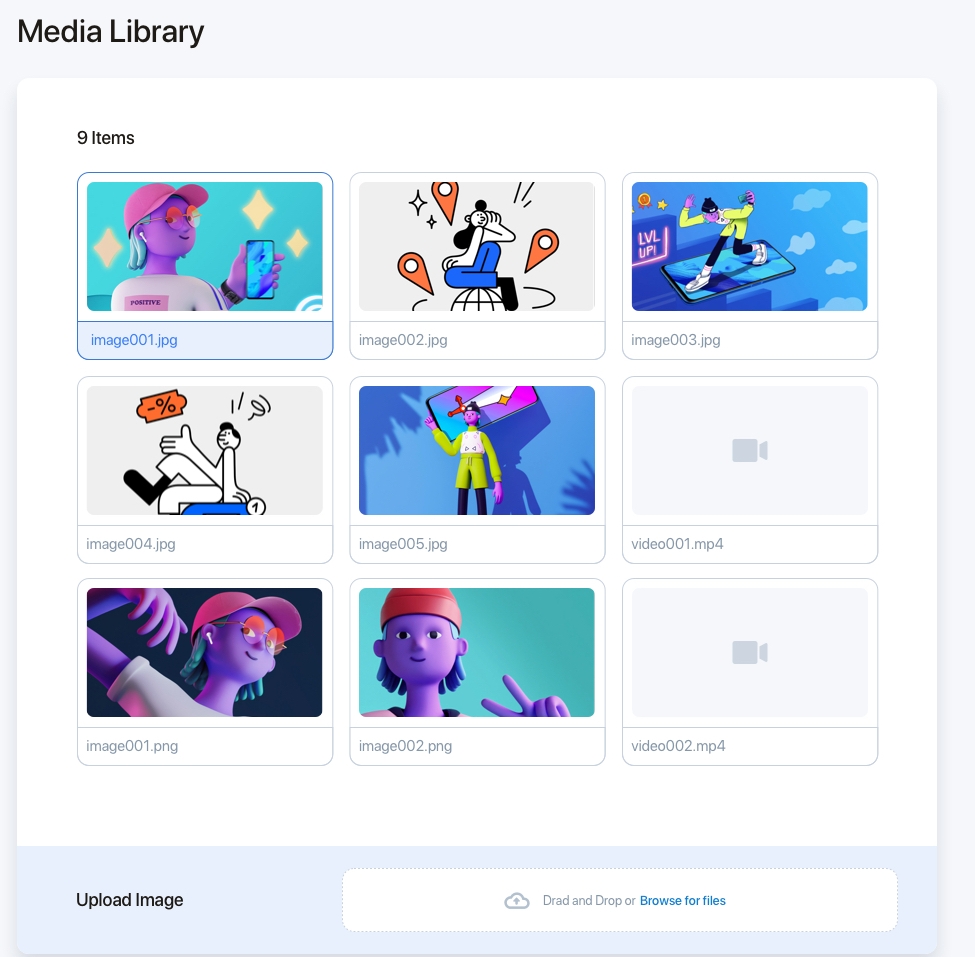 Media Library
9 Items
POSITIVE
LVL
UP!
image001.jpg
image002.jpg
image003.jpg
-%
1
image004.jpg
image005.jpg
video001.mp4
image001.png
image002.png
video002.mp4
Upload Image
Drad and Drop or Browse for files